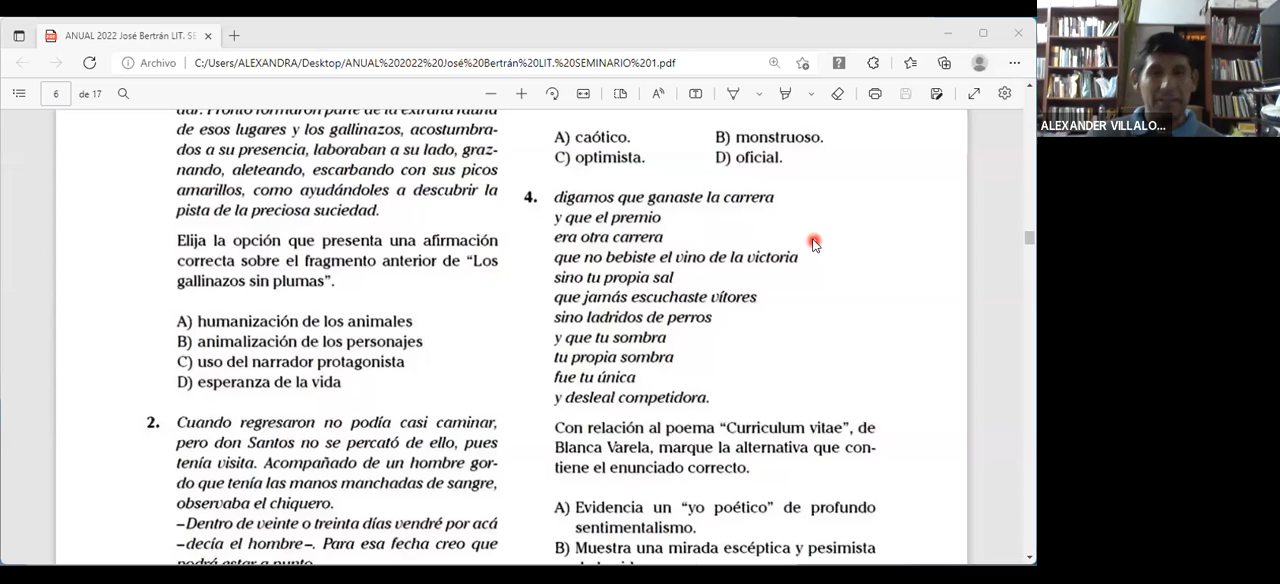 ANUAL 2022 José Bertrán LIT. SE
Archivo
C:/Users/ALEXANDRA/Desktop/ANUAL%202022%20José%20Bertrán%20LIT.%20SEMINARIO%201.pdf
6 de 17
ALEXANDER VILLALO...
de esos lugares y los gallinazos, acostumbra-
dos a su presencia, laboraban a su lado, graz-
nando, aleteando, escarbando con sus picos
amarillos, como ayudándoles a descubrir la
pista de la preciosa suciedad.
Elija la opción que presenta una afirmación
correcta sobre el fragmento anterior de “Los
gallinazos sin plumas”.
A) humanización de los animales
B) animalización de los personajes
C) uso del narrador protagonista
D) esperanza de la vida
2. Cuando regresaron no podía casi caminar,
pero don Santos no se percató de ello, pues
tenía visita. Acompañado de un hombre gor-
do que tenía las manos manchadas de sangre,
observaba el chiquero.
–Dentro de veinte o treinta días vendré por acá
–decía el hombre–. Para esa fecha creo que
podrá estar a punto.
A) caótico. B) monstruoso.
C) optimista. D) oficial.
4. digamos que ganaste la carrera
y que el premio
era otra carrera
que no bebiste el vino de la victoria
sino tu propia sal
que jamás escuchaste vítores
sino ladridos de perros
y que tu sombra
tu propia sombra
fue tu única
y desleal competidora.
Con relación al poema “Curriculum vitae”, de
Blanca Varela, marque la alternativa que con-
tiene el enunciado correcto.
A) Evidencia un “yo poético” de profundo
sentimentalismo.
B) Muestra una mirada escéptica y pesimista